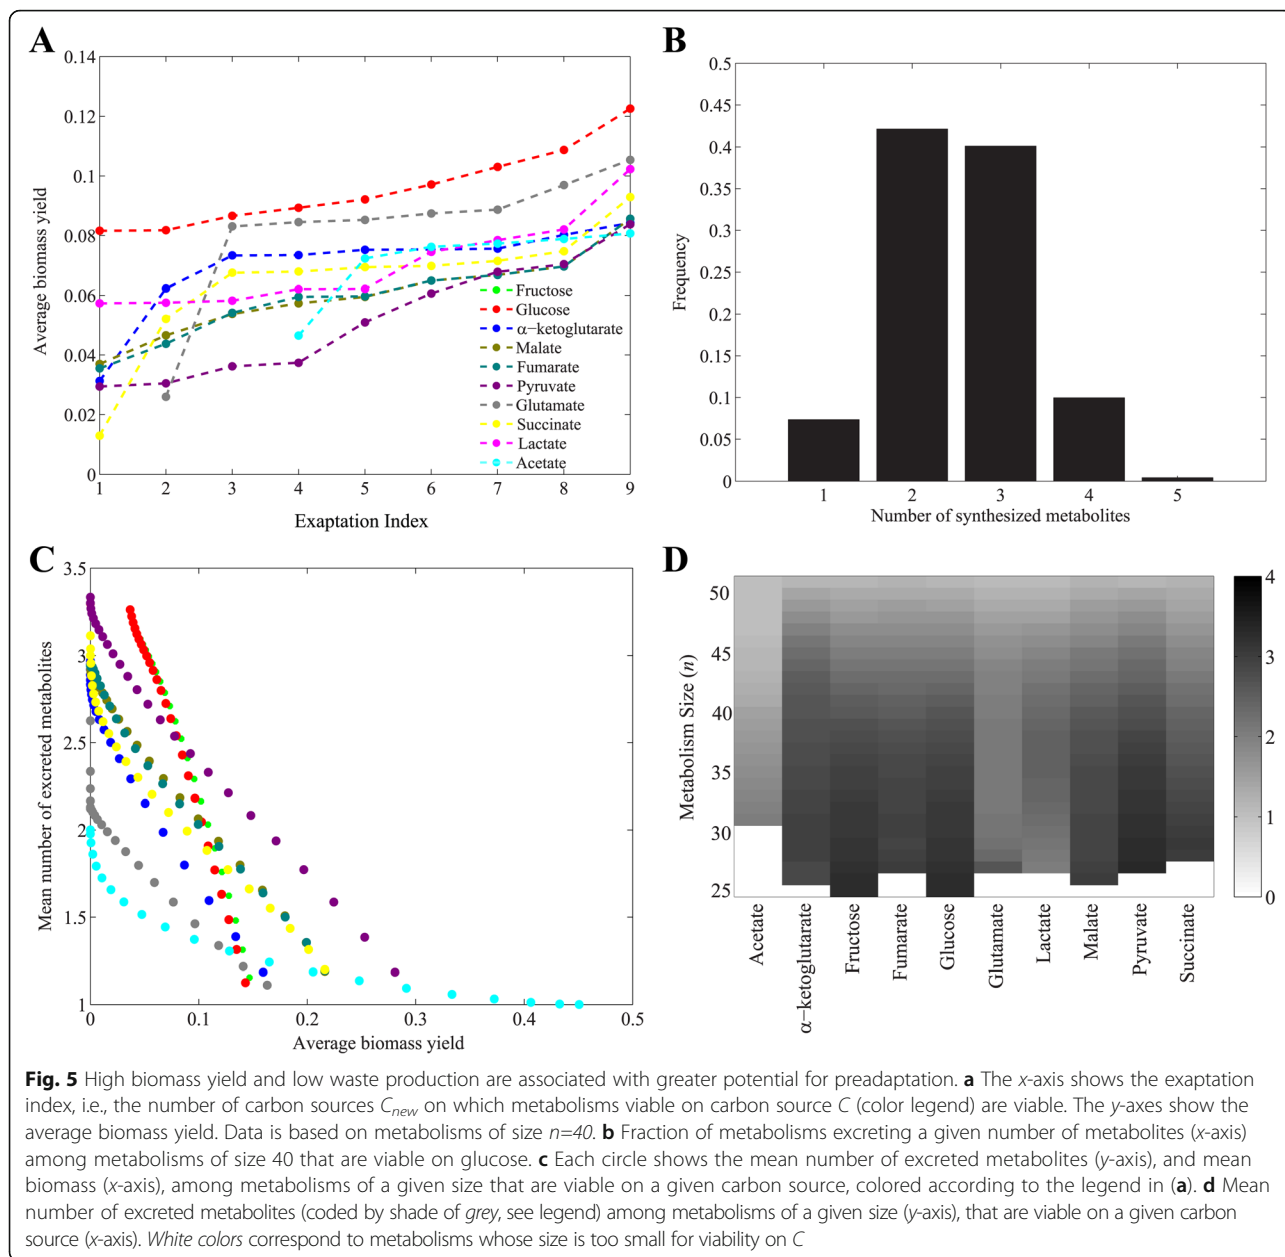 A
0.14
0.12
0.1
0.08
0.06
0.04
0.02
0
Average biomass yield
1 2 3 4 5 6 7 8 9
Exaptation Index
Fructose
Glucose
α−ketoglutarate
Malate
Fumarate
Pyruvate
Glutamate
Succinate
Lactate
Acetate
B
0.5
0.45
0.4
0.35
0.3
0.25
0.2
0.15
0.1
0.05
0
Frequency
1 2 3 4 5
Number of synthesized metabolites
C
3.5
3
2.5
2
1.5
1
Mean number of excreted metabolites
0 0.1 0.2 0.3 0.4 0.5
Average biomass yield
D
50
45
40
35
30
25
Metabolism Size (n)
Acetate
α−ketoglutarate
Fructose
Fumarate
Glucose
Glutamate
Lactate
Malate
Pyruvate
Succinate
4
3
2
1
0
Fig. 5 High biomass yield and low waste production are associated with greater potential for preadaptation. a The x-axis shows the exaptation
index, i.e., the number of carbon sources Cnew on which metabolisms viable on carbon source C (color legend) are viable. The y-axes show the
average biomass yield. Data is based on metabolisms of size n=40. b Fraction of metabolisms excreting a given number of metabolites (x-axis)
among metabolisms of size 40 that are viable on glucose. c Each circle shows the mean number of excreted metabolites (y-axis), and mean
biomass (x-axis), among metabolisms of a given size that are viable on a given carbon source, colored according to the legend in (a). d Mean
number of excreted metabolites (coded by shade of grey, see legend) among metabolisms of a given size (y-axis), that are viable on a given carbon
source (x-axis). White colors correspond to metabolisms whose size is too small for viability on C